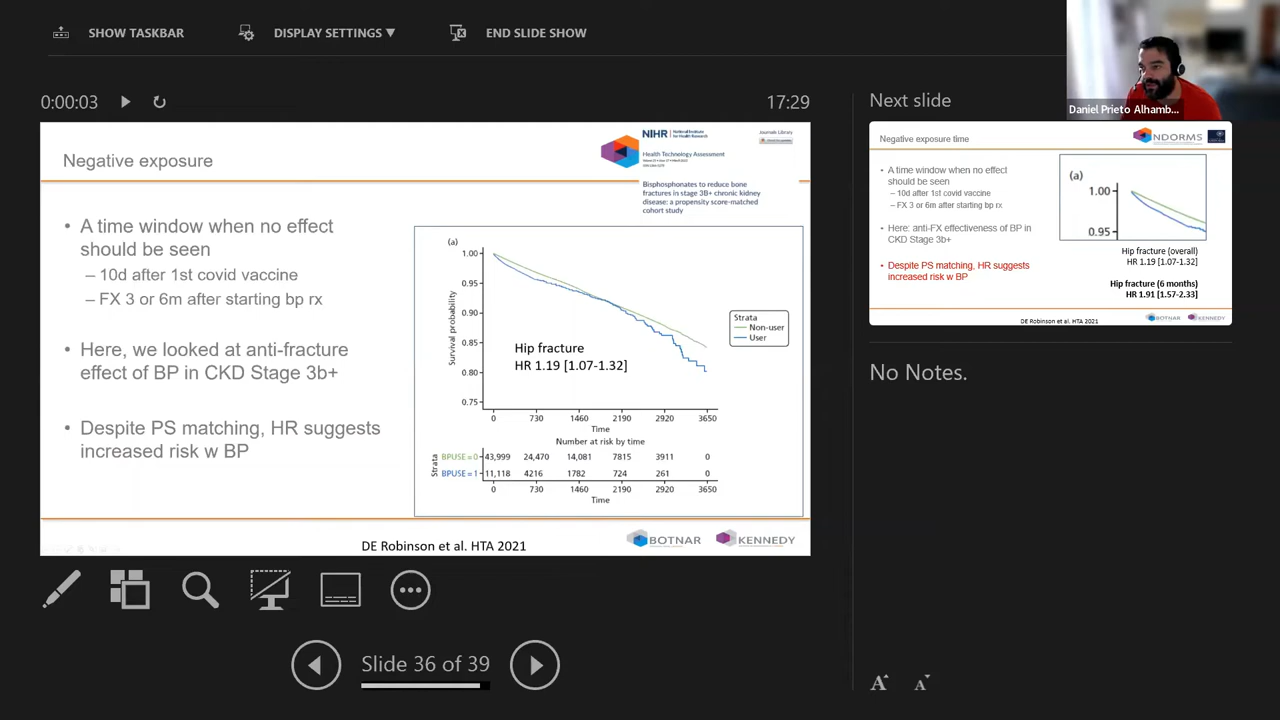 SHOW TASKBAR
DISPLAY SETTINGS ▼
END SLIDE SHOW
Daniel Prieto Alhamb...
0:00:03
17:29
Negative exposure
NIHR
National Institute
for Health Research
Journals Library
Health Technology Assessment
Bisphosphonates to reduce bone
fractures in stage 3B+ chronic kidney
disease: a propensity score-matched
cohort study
• A time window when no effect
should be seen
– 10d after 1st covid vaccine
– FX 3 or 6m after starting bp rx
• Here, we looked at anti-fracture
effect of BP in CKD Stage 3b+
• Despite PS matching, HR suggests
increased risk w BP
(a)
Survival probability
1.00
0.95
0.90
0.85
0.80
0.75
Hip fracture
HR 1.19 [1.07-1.32]
Strata
Non-user
User
0 730 1460 2190 2920 3650
Time
Number at risk by time
Strata
BPUSE = 0 43,999 24,470 14,081 7815 3911 0
BPUSE = 1 11,118 4216 1782 724 261 0
0 730 1460 2190 2920 3650
Time
DE Robinson et al. HTA 2021
BOTNAR
KENNEDY
Slide 36 of 39
Next slide
Negative exposure time
NDORMS
• A time window when no effect
should be seen
– 10d after 1st covid vaccine
– FX 3 or 6m after starting bp rx
• Here: anti-FX effectiveness of BP in
CKD Stage 3b+
• Despite PS matching, HR suggests
increased risk w BP
(a)
1.00
0.95
Hip fracture (overall)
HR 1.19 [1.07-1.32]
Hip fracture (6 months)
HR 1.91 [1.57-2.33]
DE Robinson et al. HTA 2021
BOTNAR
KENNEDY
No Notes.
A A